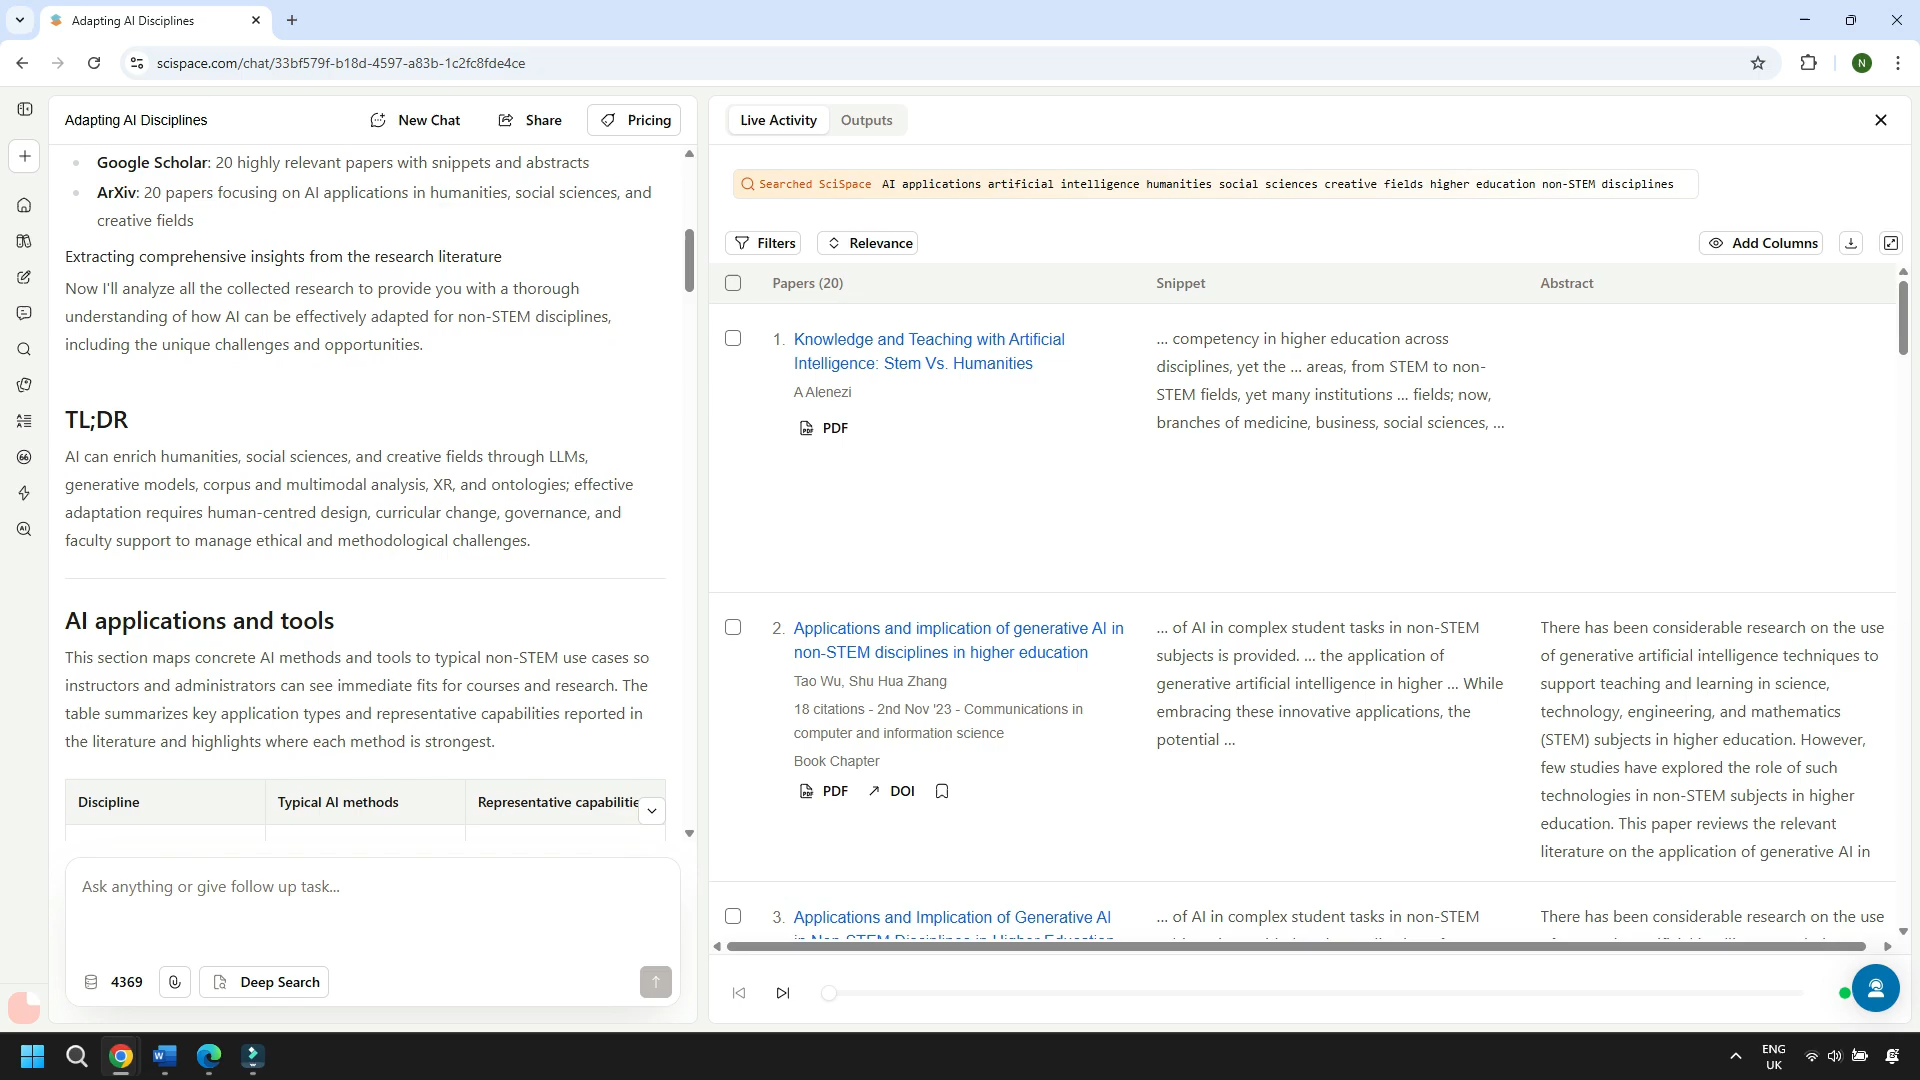 Adapting AI Disciplines
scispace.com/chat/33bf579f-b18d-4597-a83b-1c2fc8fde4ce
N
Adapting AI Disciplines
New Chat
Share
Pricing
Google Scholar: 20 highly relevant papers with snippets and abstracts
ArXiv: 20 papers focusing on AI applications in humanities, social sciences, and
creative fields
Extracting comprehensive insights from the research literature
Now I'll analyze all the collected research to provide you with a thorough
understanding of how AI can be effectively adapted for non-STEM disciplines,
including the unique challenges and opportunities.
TL;DR
AI can enrich humanities, social sciences, and creative fields through LLMs,
generative models, corpus and multimodal analysis, XR, and ontologies; effective
adaptation requires human-centred design, curricular change, governance, and
faculty support to manage ethical and methodological challenges.
AI applications and tools
This section maps concrete AI methods and tools to typical non-STEM use cases so
instructors and administrators can see immediate fits for courses and research. The
table summarizes key application types and representative capabilities reported in
the literature and highlights where each method is strongest.
Discipline
Typical AI methods
Representative capabilitie
Ask anything or give follow up task...
4369
Deep Search
Live Activity
Outputs
Searched SciSpace AI applications artificial intelligence humanities social sciences creative fields higher education non-STEM disciplines
Filters
Relevance
Add Columns
Papers (20)
Snippet
Abstract
1. Knowledge and Teaching with Artificial
Intelligence: Stem Vs. Humanities
A Alenezi
PDF
... competency in higher education across
disciplines, yet the ... areas, from STEM to non-
STEM fields, yet many institutions ... fields; now,
branches of medicine, business, social sciences, ...
2. Applications and implication of generative AI in
non-STEM disciplines in higher education
Tao Wu, Shu Hua Zhang
18 citations - 2nd Nov '23 - Communications in
computer and information science
Book Chapter
PDF
DOI
... of AI in complex student tasks in non-STEM
subjects is provided. ... the application of
generative artificial intelligence in higher ... While
embracing these innovative applications, the
potential ...
There has been considerable research on the use
of generative artificial intelligence techniques to
support teaching and learning in science,
technology, engineering, and mathematics
(STEM) subjects in higher education. However,
few studies have explored the role of such
technologies in non-STEM subjects in higher
education. This paper reviews the relevant
literature on the application of generative AI in
3. Applications and Implication of Generative AI
in Non-STEM Disciplines in Higher Education
... of AI in complex student tasks in non-STEM
There has been considerable research on the use
ENG
UK